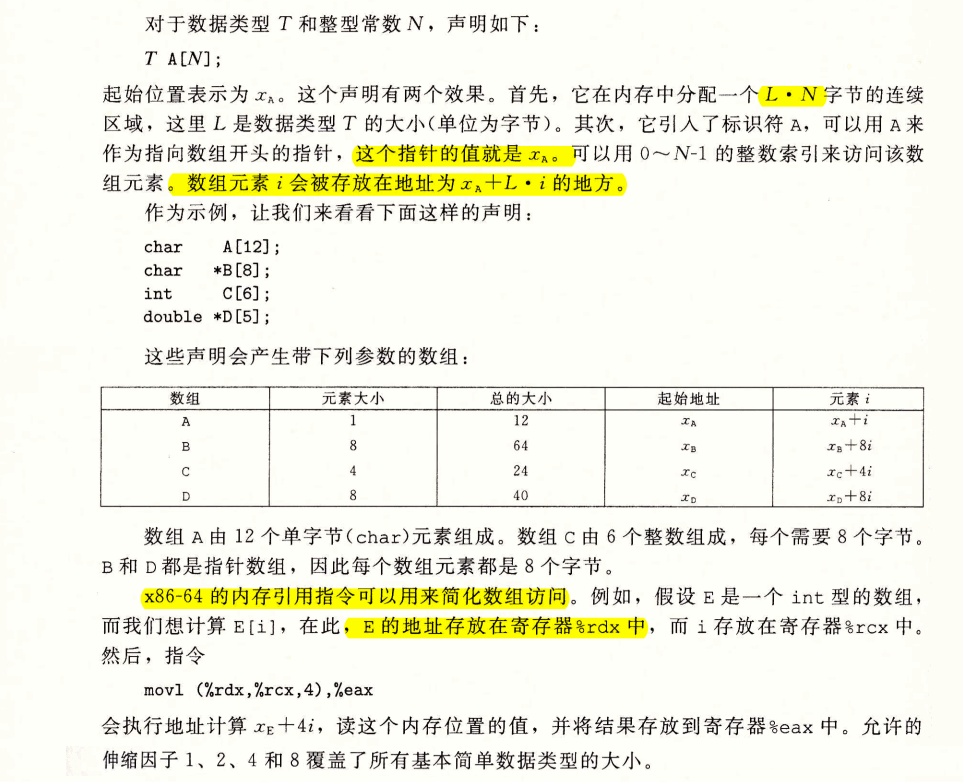 对于数据类型 T 和整型常数 N，声明如下：
T A[N];
起始位置表示为 xA。这个声明有两个效果。首先，它在内存中分配一个 L·N 字节的连续
区域，这里 L 是数据类型 T 的大小(单位为字节)。其次，它引入了标识符 A，可以用 A 来
作为指向数组开头的指针，这个指针的值就是 xA。可以用 0～N-1 的整数索引来访问该数
组元素。数组元素 i 会被存放在地址为 xA+L·i 的地方。
作为示例，让我们来看看下面这样的声明：
char A[12];
char *B[8];
int C[6];
double *D[5];
这些声明会产生带下列参数的数组：
数组 元素大小 总的大小 起始地址 元素 i
A 1 12 xA xA+i
B 8 64 xB xB+8i
C 4 24 xC xC+4i
D 8 40 xD xD+8i
数组 A 由 12 个单字节(char)元素组成。数组 C 由 6 个整数组成，每个需要 8 个字节。
B 和 D 都是指针数组，因此每个数组元素都是 8 个字节。
x86-64 的内存引用指令可以用来简化数组访问。例如，假设 E 是一个 int 型的数组，
而我们想计算 E[i]，在此，E 的地址存放在寄存器%rdx 中，而 i 存放在寄存器%rcx 中。
然后，指令
movl (%rdx,%rcx,4),%eax
会执行地址计算 xE+4i，读这个内存位置的值，并将结果存放到寄存器%eax 中。允许的
伸缩因子 1、2、4 和 8 覆盖了所有基本简单数据类型的大小。